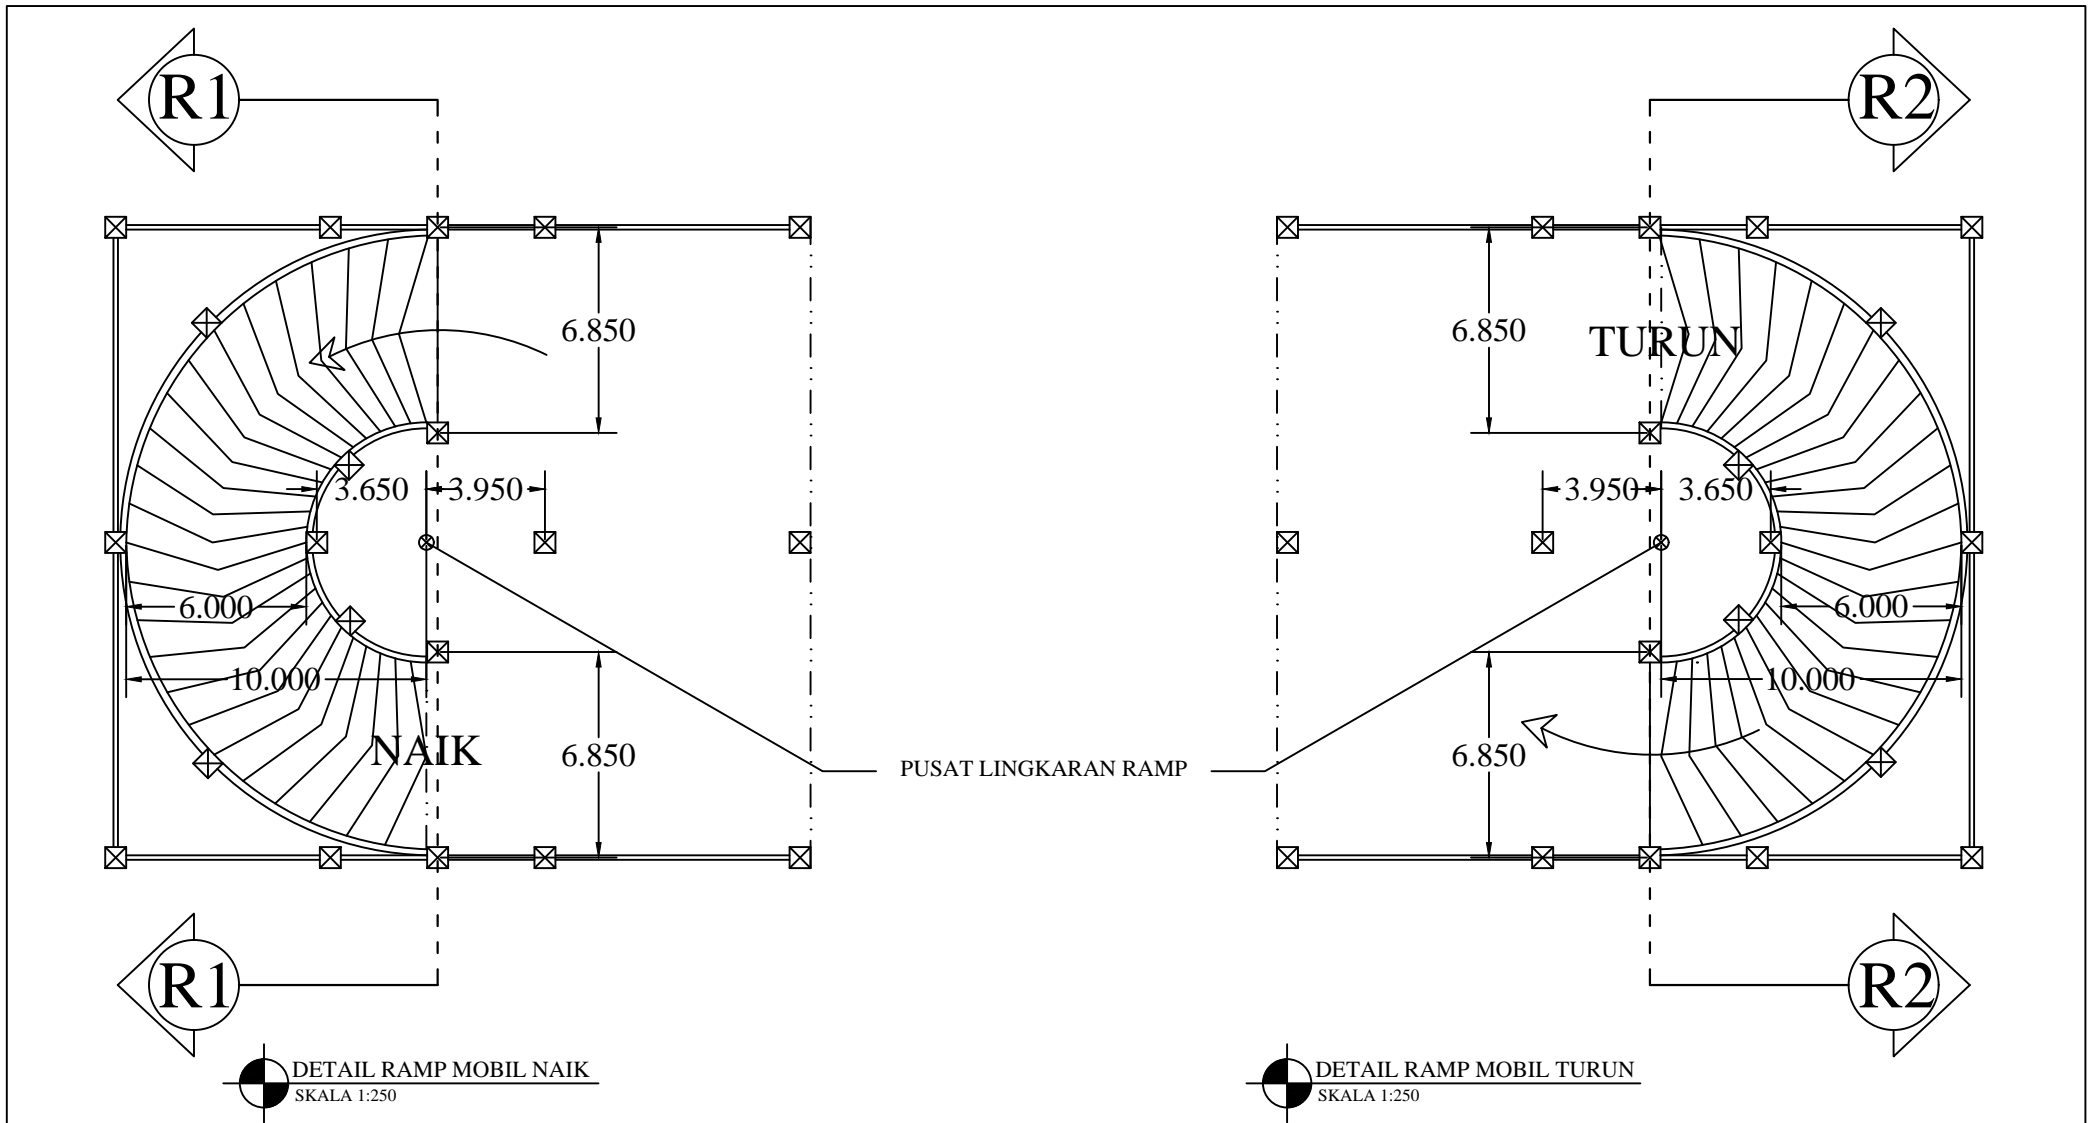 R1
R2
6.850
6.850
TURUN
3.650
3.950
3.950
3.650
6.000
6.000
10.000
10.000
NAIK
6.850
6.850
PUSAT LINGKARAN RAMP
R1
R2
DETAIL RAMP MOBIL NAIK
SKALA 1:250
DETAIL RAMP MOBIL TURUN
SKALA 1:250